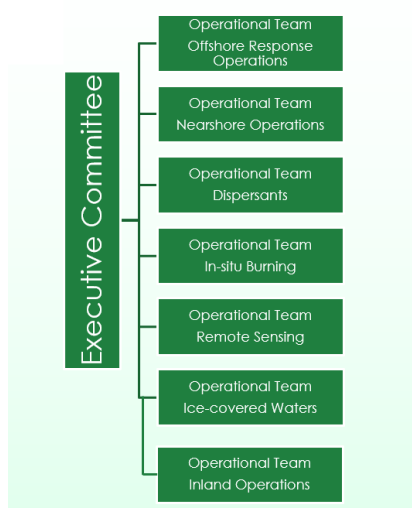 Executive Committee
Operational Team
Offshore Response
Operations
Operational Team
Nearshore Operations
Operational Team
Dispersants
Operational Team
In-situ Burning
Operational Team
Remote Sensing
Operational Team
Ice-covered Waters
Operational Team
Inland Operations